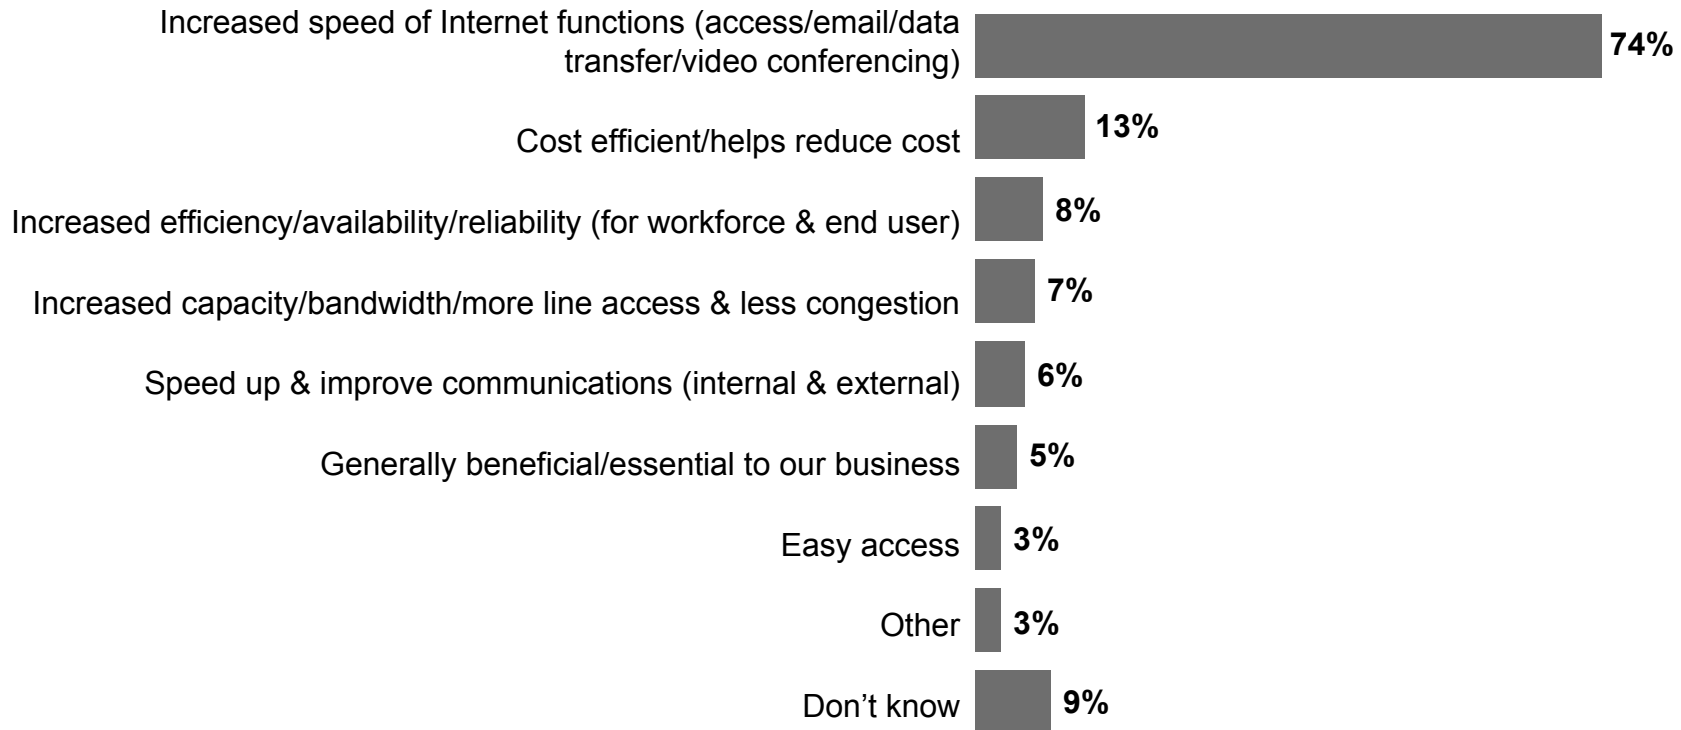 Increased speed of Internet functions (access/email/data
transfer/video conferencing)
74%
Cost efficient/helps reduce cost
13%
Increased efficiency/availability/reliability (for workforce & end user)
8%
Increased capacity/bandwidth/more line access & less congestion
7%
Speed up & improve communications (internal & external)
6%
Generally beneficial/essential to our business
5%
Easy access
3%
Other
3%
Don’t know
9%